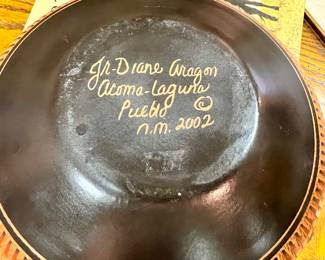 Jr-Diane Aragon
Acoma-Laguna
Pueblo ©
n.m. 2002